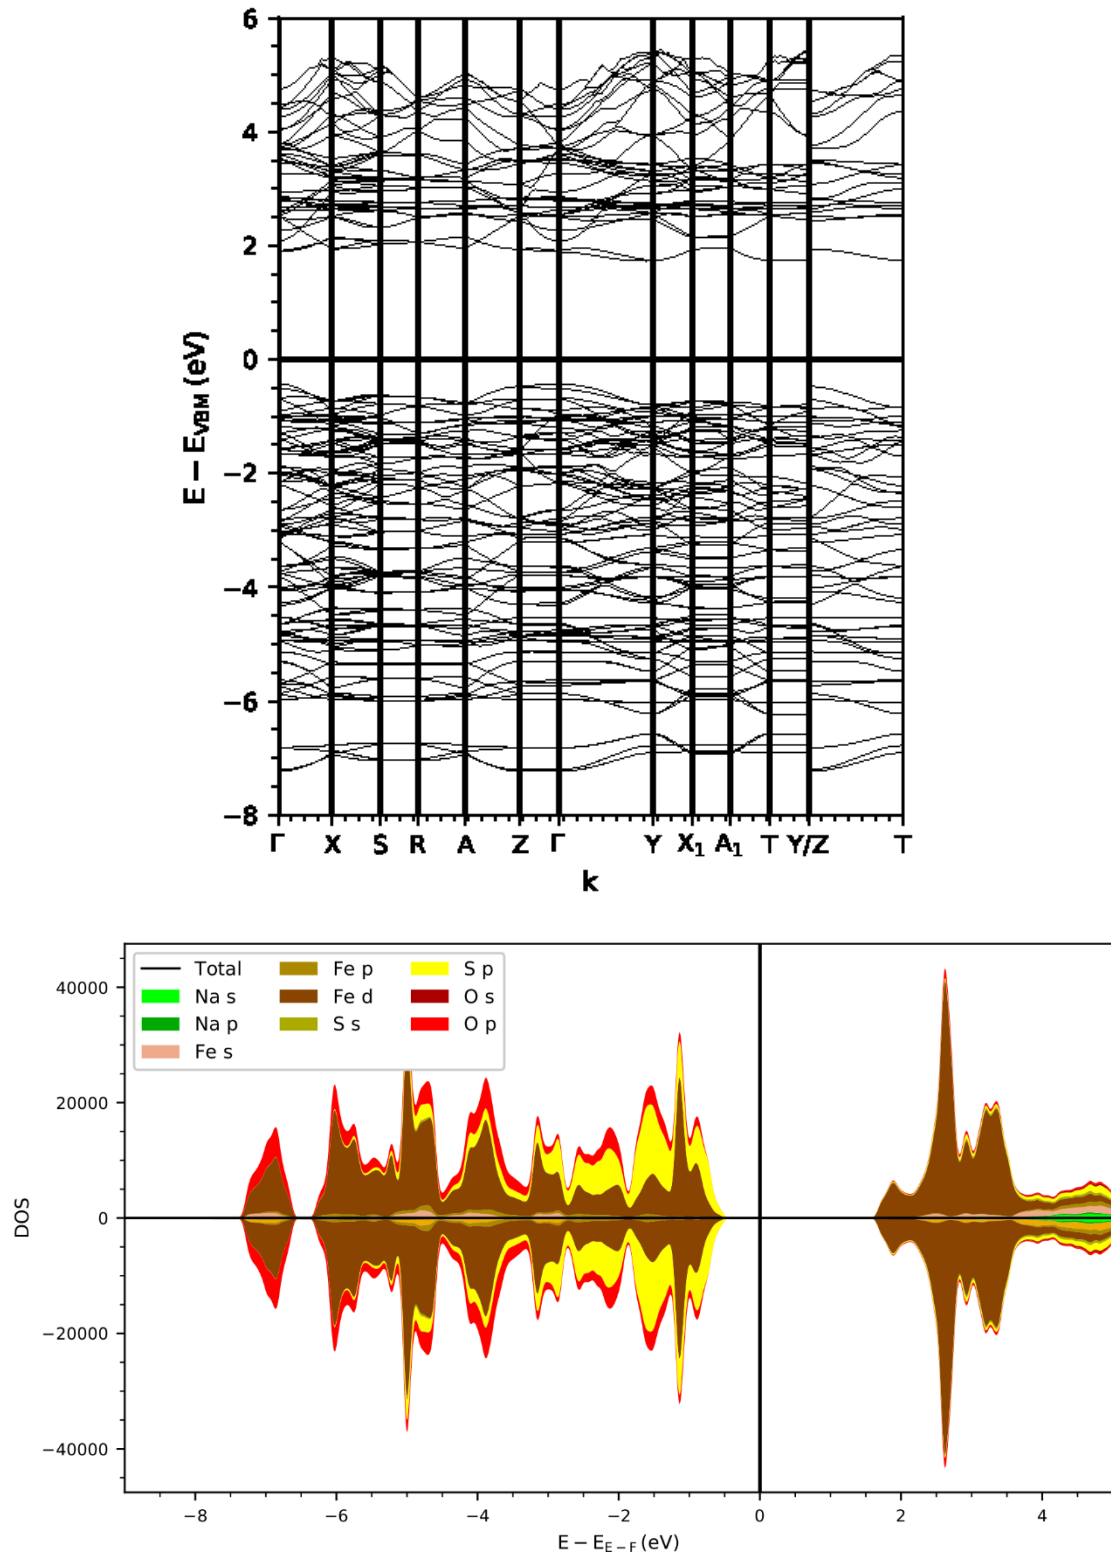 6
4
2
0
−2
−4
−6
−8
E − E_VBM (eV)
Γ X S R A Z Γ Y X₁ A₁ T Y/Z T
k
Total Fe p S p
Na s Fe d O s
Na p S s O p
Fe s
40000
20000
0
−20000
−40000
DOS
−8 −6 −4 −2 0 2 4
E − E_E−F (eV)